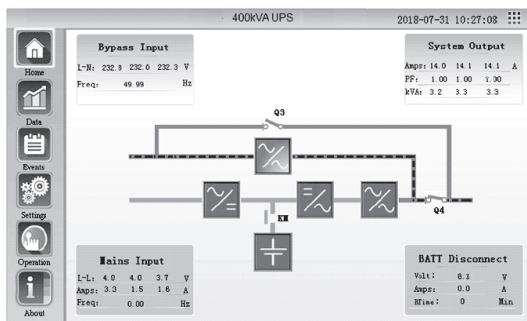 400kVA UPS
2018-07-31 10:27:08
Home
Data
Events
Settings
Operation
About
Bypass Input
L-N: 232.8 232.0 232.3 V
Freq: 49.99 Hz
System Output
Amps: 14.0 14.1 14.1 A
PF: 1.00 1.00 1.00
kVA: 3.2 3.3 3.3
Q3
KM
Q4
Mains Input
L-L: 4.0 4.0 3.7 V
Amps: 3.3 1.5 1.6 A
Freq: 0.00 Hz
BATT Disconnect
Volt: V
Amps: 0.0 A
RTime: 0 Min